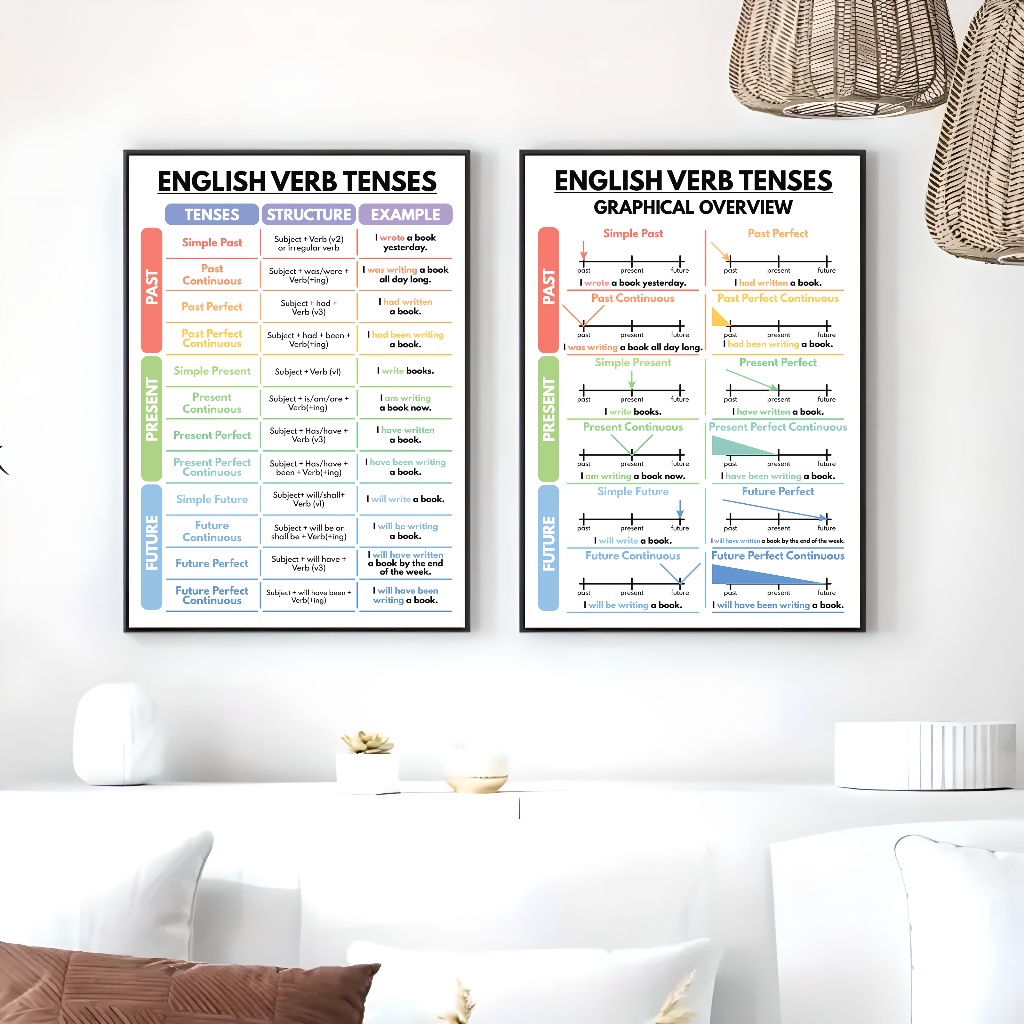 ENGLISH VERB TENSES
TENSES STRUCTURE EXAMPLE
PAST
Simple Past
Subject + Verb (v2)
or irregular verb
I wrote a book
yesterday.
Past
Continuous
Subject + was/were +
Verb(+ing)
I was writing a book
all day long.
Past Perfect
Subject + had +
Verb (v3)
I had written
a book.
Past Perfect
Continuous
Subject + had + been +
Verb(+ing)
I had been writing
a book.
PRESENT
Simple Present
Subject + Verb (v1)
I write books.
Present
Continuous
Subject + is/am/are +
Verb(+ing)
I am writing
a book now.
Present Perfect
Subject + Has/have +
Verb (v3)
I have written
a book.
Present Perfect
Continuous
Subject + Has/have +
been + Verb(+ing)
I have been writing
a book.
FUTURE
Simple Future
Subject+ will/shall+
Verb (v1)
I will write a book.
Future
Continuous
Subject + will be or
shall be + Verb(+ing)
I will be writing
a book.
Future Perfect
Subject + will have +
Verb (v3)
I will have written
a book by the end
of the week.
Future Perfect
Continuous
Subject + will have been +
Verb(+ing)
I will have been
writing a book.
ENGLISH VERB TENSES
GRAPHICAL OVERVIEW
PAST
Simple Past
past present future
I wrote a book yesterday.
Past Perfect
past present future
I had written a book.
Past Continuous
past present future
I was writing a book all day long.
Past Perfect Continuous
past present future
I had been writing a book.
PRESENT
Simple Present
past present future
I write books.
Present Perfect
past present future
I have written a book.
Present Continuous
past present future
I am writing a book now.
Present Perfect Continuous
past present future
I have been writing a book.
FUTURE
Simple Future
past present future
I will write a book.
Future Perfect
past present future
I will have written a book by the end of the week.
Future Continuous
past present future
I will be writing a book.
Future Perfect Continuous
past present future
I will have been writing a book.